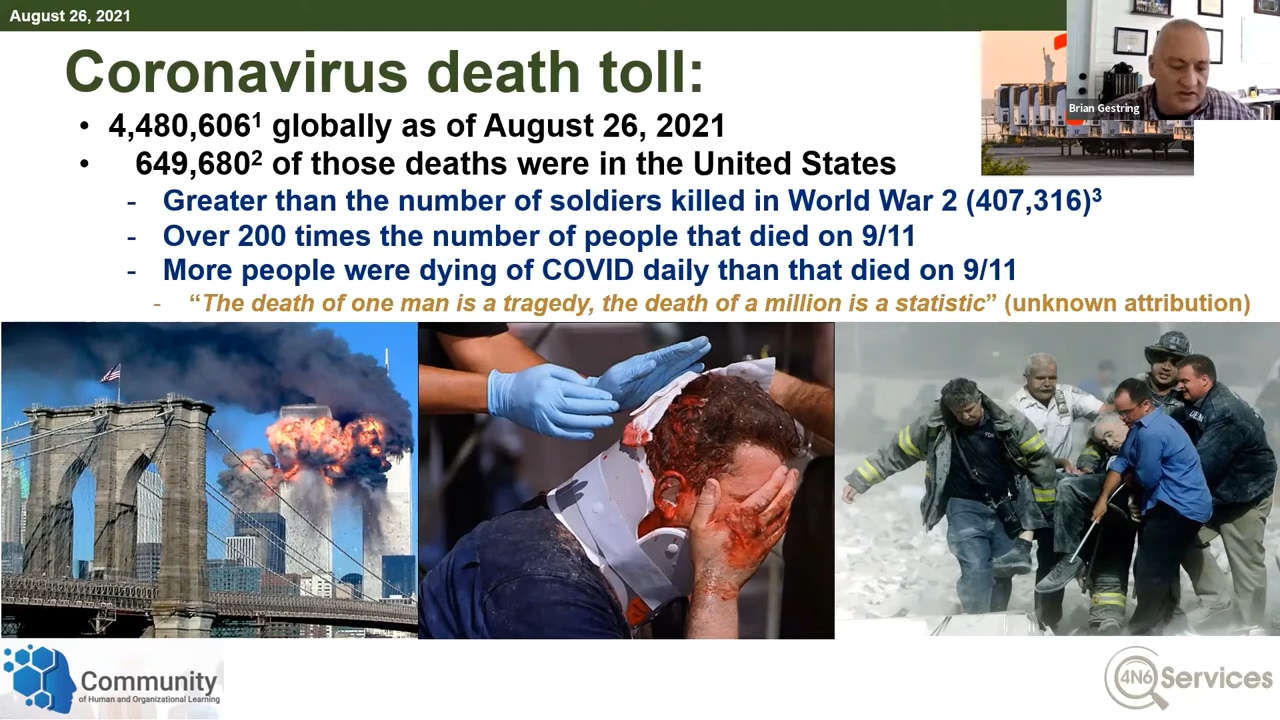 August 26, 2021
Coronavirus death toll:
• 4,480,606¹ globally as of August 26, 2021
• 649,680² of those deaths were in the United States
- Greater than the number of soldiers killed in World War 2 (407,316)³
- Over 200 times the number of people that died on 9/11
- More people were dying of COVID daily than that died on 9/11
- “The death of one man is a tragedy, the death of a million is a statistic” (unknown attribution)
Brian Gestring
Community
of Human and Organizational Learning
4N6 Services